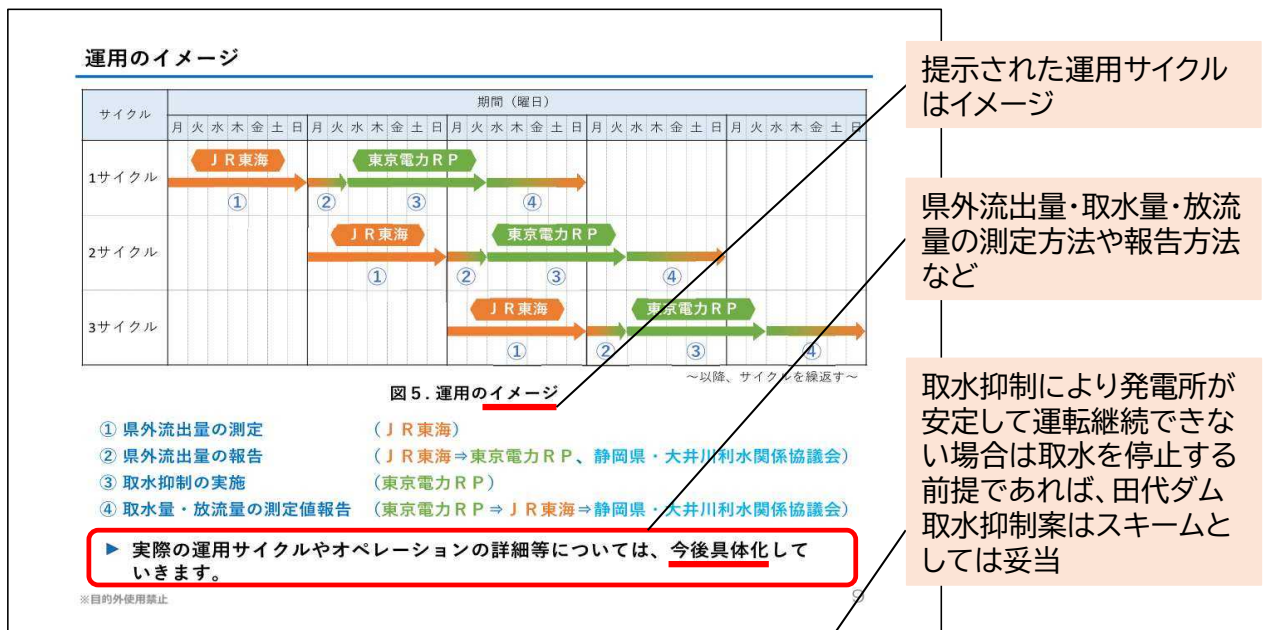 運用のイメージ
サイクル
期間（曜日）
月 火 水 木 金 土 日 月 火 水 木 金 土 日 月 火 水 木 金 土 日 月 火 水 木 金 土 日 月 火 水 木 金 土 日
1サイクル
ＪＲ東海
東京電力ＲＰ
① ② ③ ④
2サイクル
ＪＲ東海
東京電力ＲＰ
① ② ③ ④
3サイクル
ＪＲ東海
東京電力ＲＰ
① ② ③ ④
～以降、サイクルを繰返す～
図５．運用のイメージ
① 県外流出量の測定 （ＪＲ東海）
② 県外流出量の報告 （ＪＲ東海⇒東京電力ＲＰ、静岡県・大井川利水関係協議会）
③ 取水抑制の実施 （東京電力ＲＰ）
④ 取水量・放流量の測定値報告 （東京電力ＲＰ⇒ＪＲ東海⇒静岡県・大井川利水関係協議会）
▶ 実際の運用サイクルやオペレーションの詳細等については、今後具体化して
いきます。
※目的外使用禁止
9
提示された運用サイクル
はイメージ
県外流出量・取水量・放流
量の測定方法や報告方法
など
取水抑制により発電所が
安定して運転継続できな
い場合は取水を停止する
前提であれば、田代ダム
取水抑制案はスキームと
しては妥当